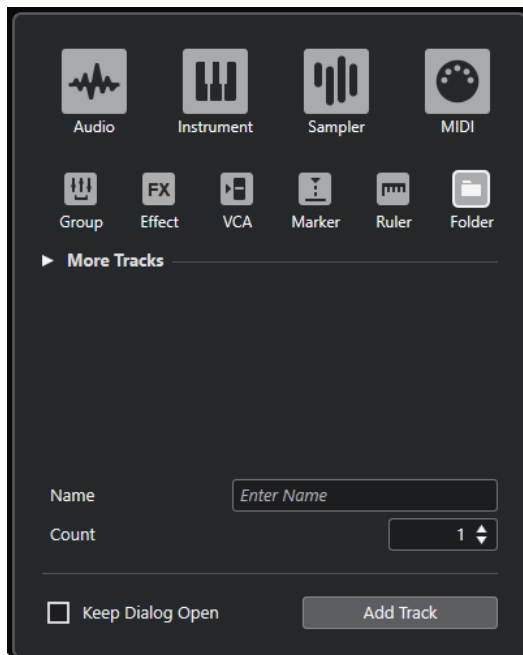 Audio Instrument Sampler MIDI
FX
Group Effect VCA Marker Ruler Folder
More Tracks
Name Enter Name
Count 1
Keep Dialog Open Add Track